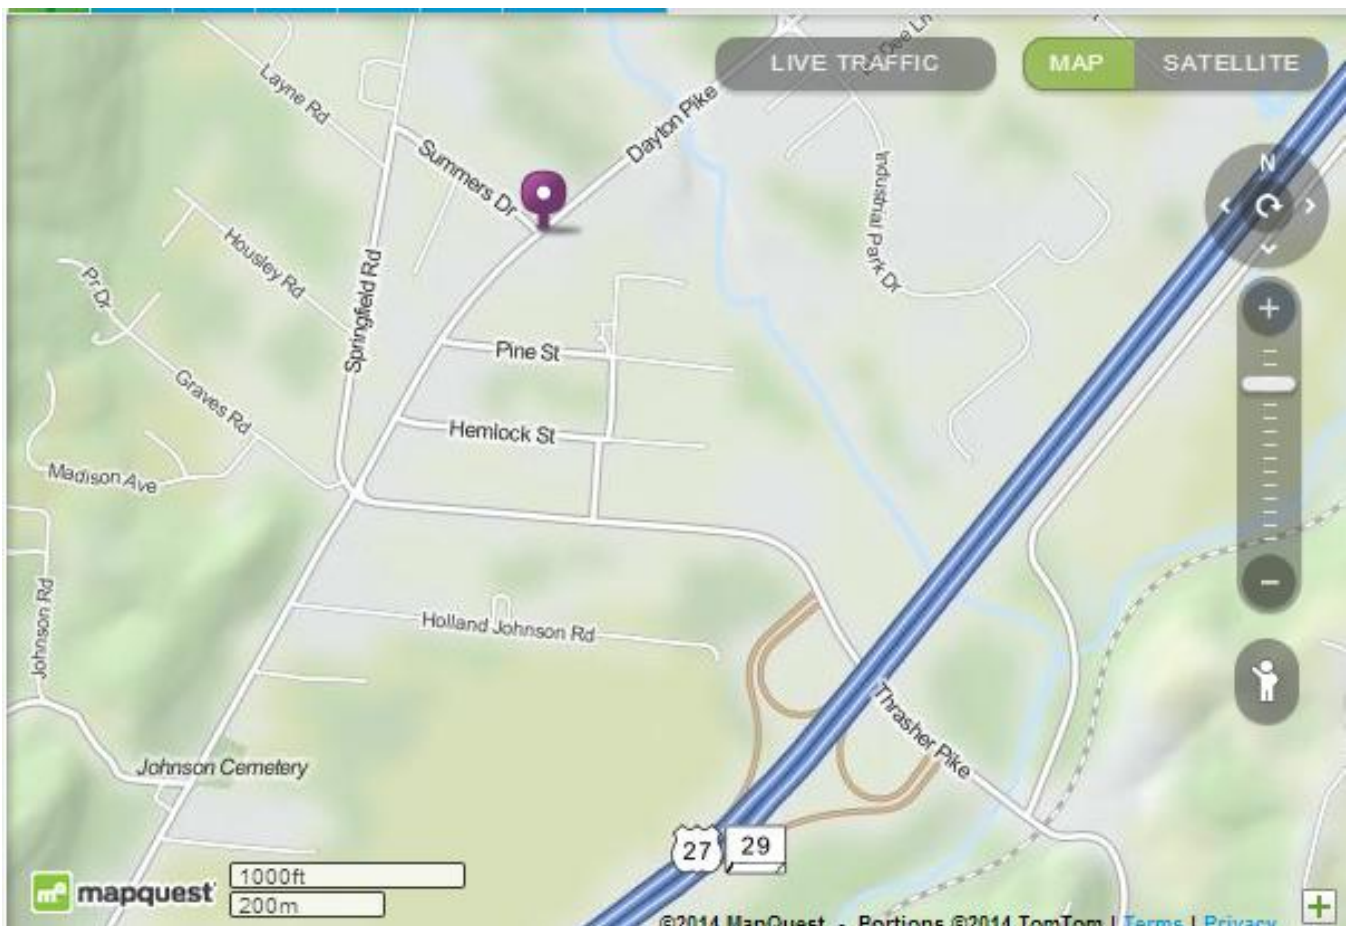 Dee Ln
LIVE TRAFFIC
MAP
SATELLITE
Layne Rd
Dayton Pike
Summers Dr
N
Industrial Park Dr
Housley Rd
Springfield Rd
Pr Dr
Pine St
Graves Rd
Hemlock St
Madison Ave
Johnson Rd
Holland Johnson Rd
Thrasher Pike
Johnson Cemetery
27
29
mapquest
1000ft
200m
©2014 MapQuest - Portions ©2014 TomTom | Terms | Privacy